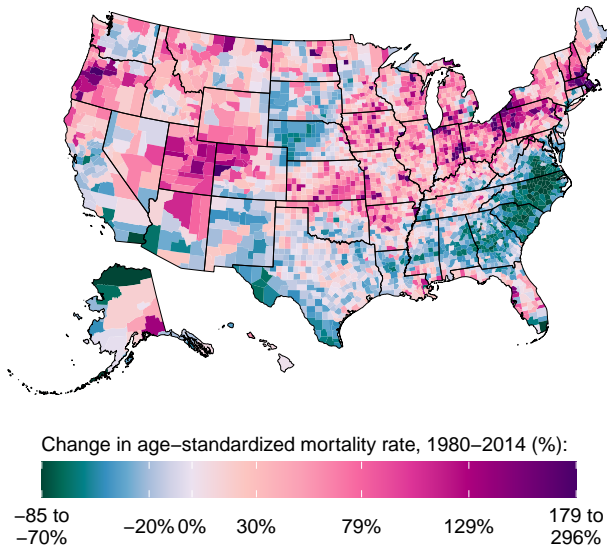 Change in age−standardized mortality rate, 1980−2014 (%):
−85 to
−70%
−20%
0%
30%
79%
129%
179 to
296%